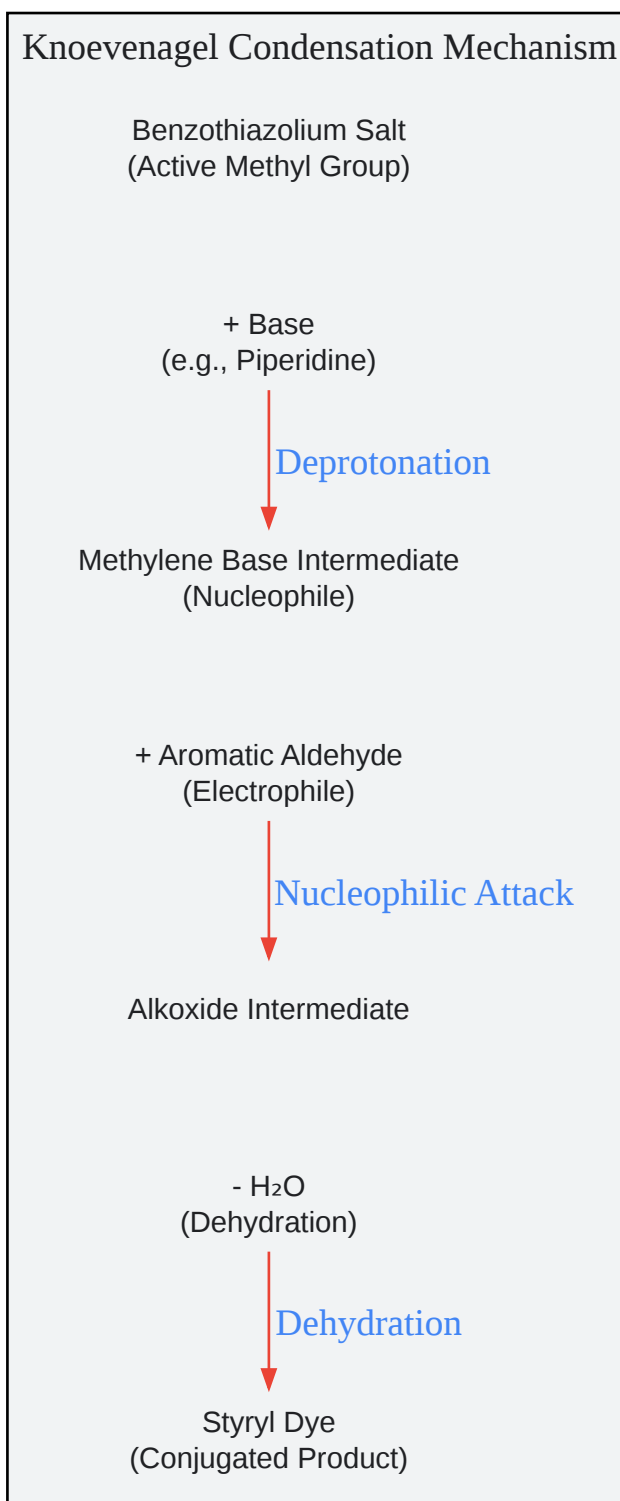 Knoevenagel Condensation Mechanism
Benzothiazolium Salt
(Active Methyl Group)
+ Base
(e.g., Piperidine)
Deprotonation
Methylene Base Intermediate
(Nucleophile)
+ Aromatic Aldehyde
(Electrophile)
Nucleophilic Attack
Alkoxide Intermediate
- H₂O
(Dehydration)
Dehydration
Styryl Dye
(Conjugated Product)